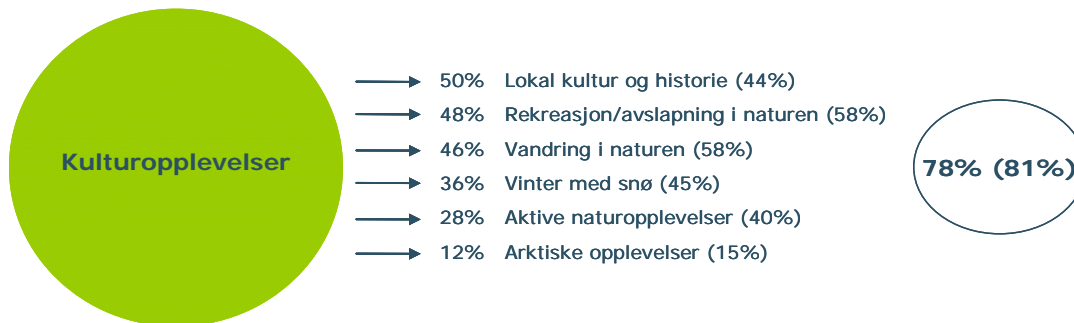 Kulturopplevelser
50% Lokal kultur og historie (44%)
48% Rekreasjon/avslapning i naturen (58%)
46% Vandring i naturen (58%)
36% Vinter med snø (45%)
28% Aktive naturopplevelser (40%)
12% Arktiske opplevelser (15%)
78% (81%)